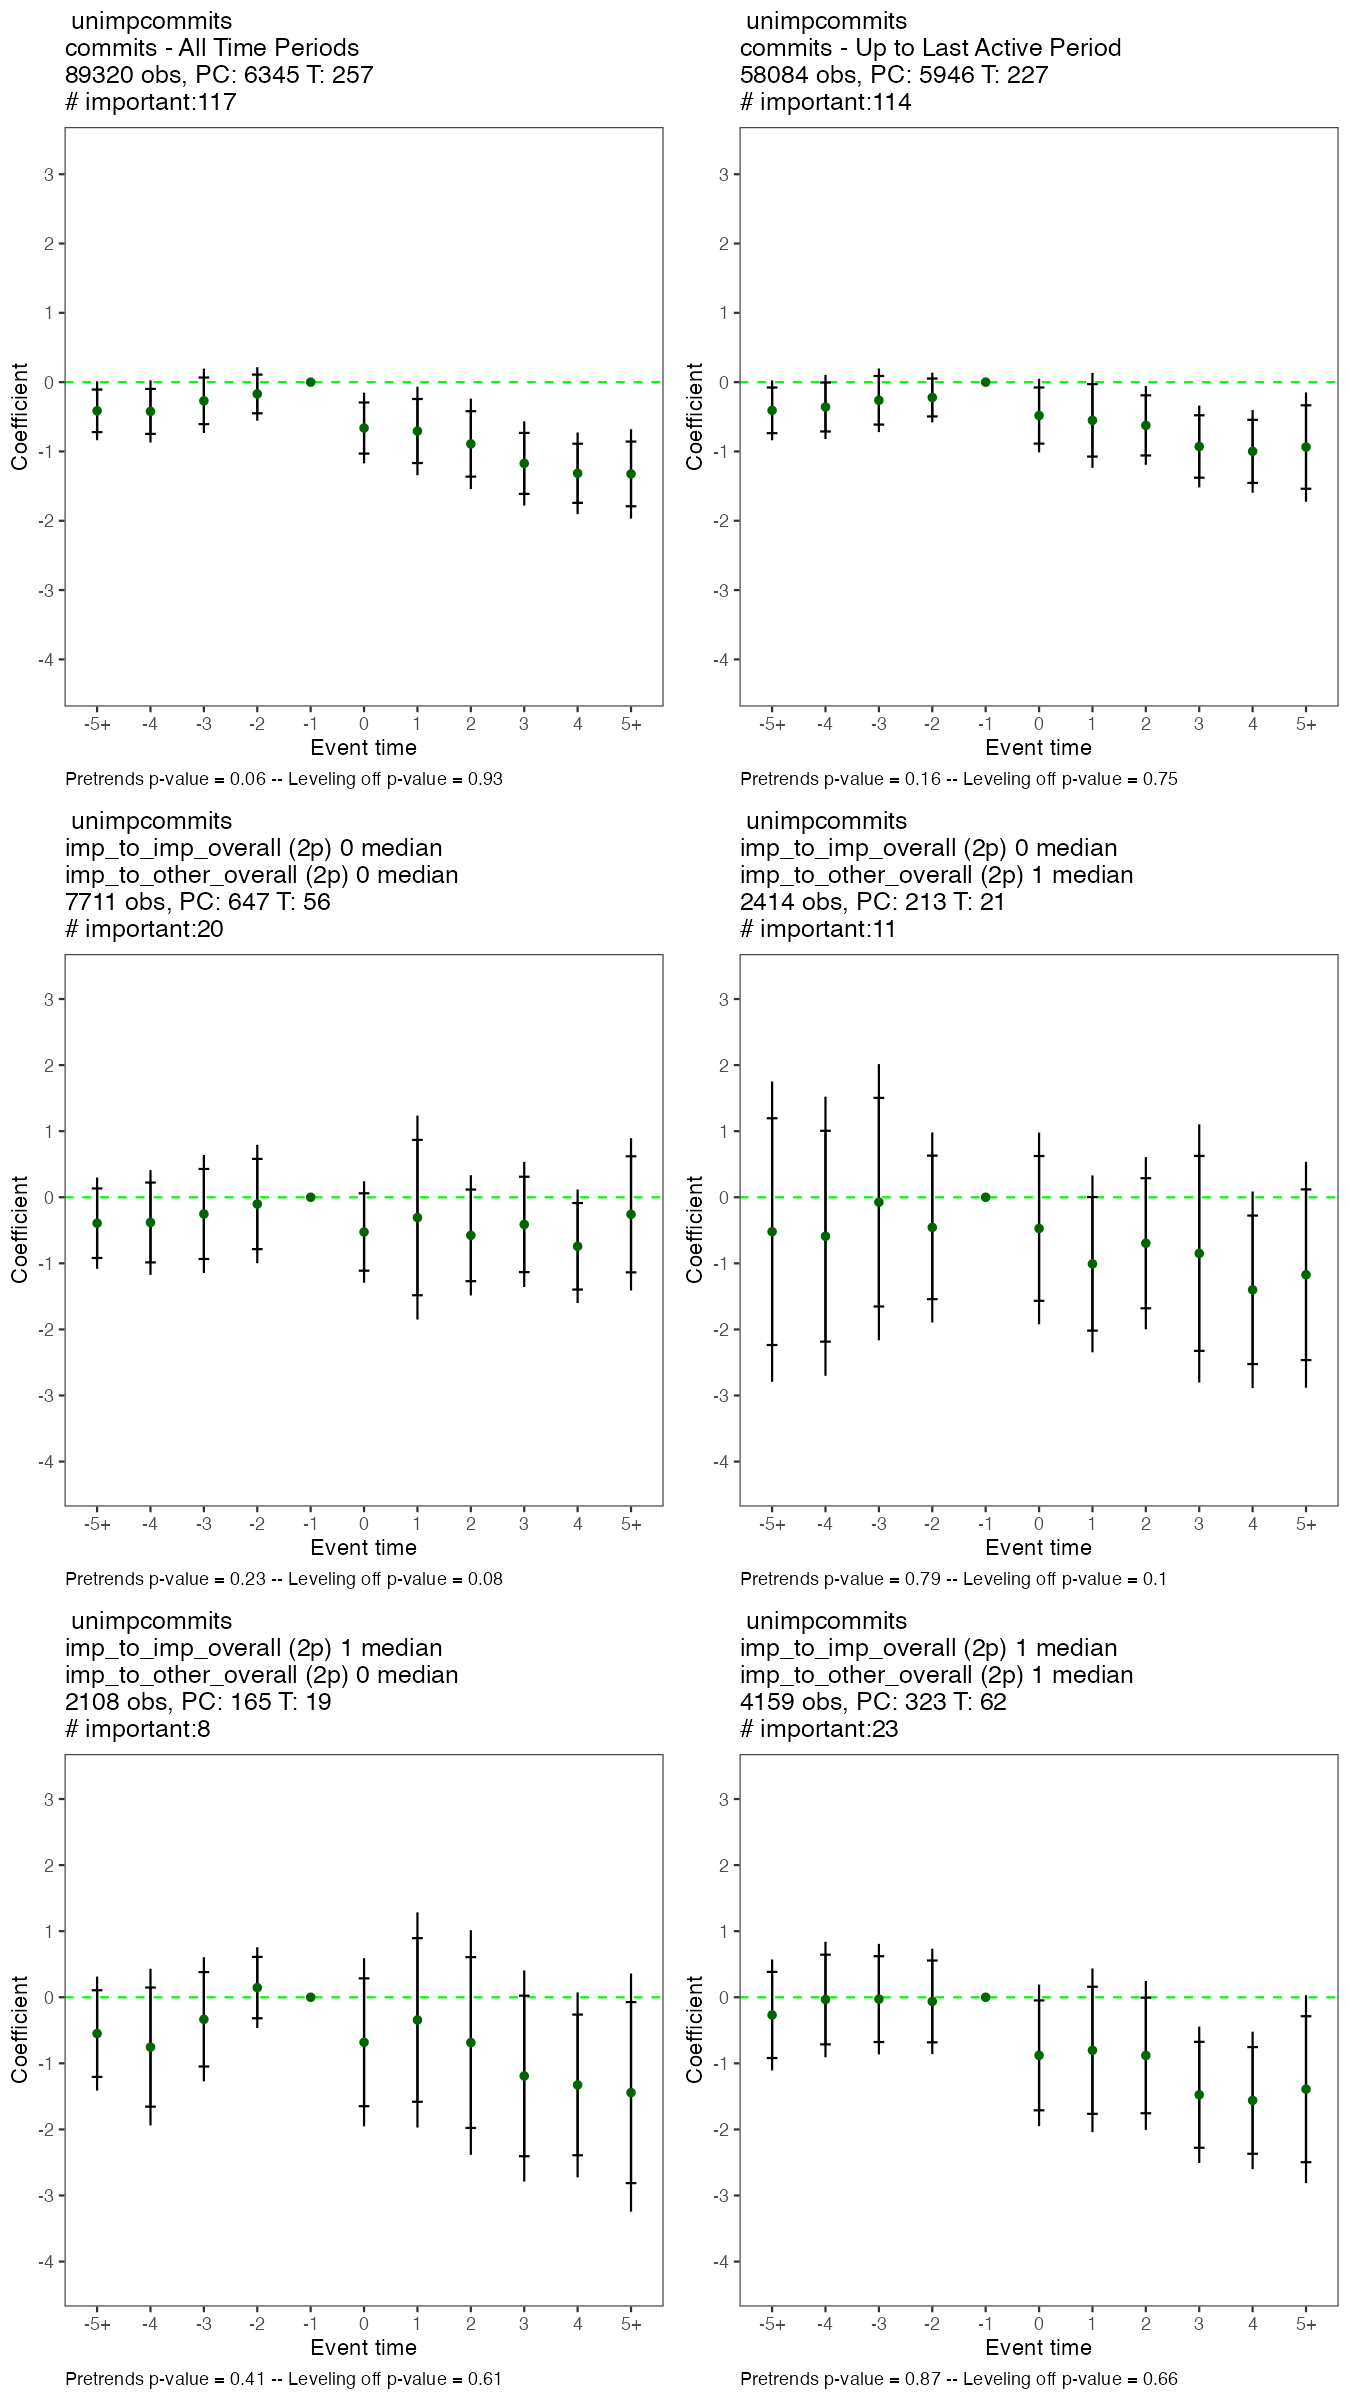 unimpcommits
commits - All Time Periods
89320 obs, PC: 6345 T: 257
# important:117
3
2
1
0
-1
-2
-3
-4
Coefficient
-5+ -4 -3 -2 -1 0 1 2 3 4 5+
Event time
Pretrends p-value = 0.06 -- Leveling off p-value = 0.93
unimpcommits
commits - Up to Last Active Period
58084 obs, PC: 5946 T: 227
# important:114
3
2
1
0
-1
-2
-3
-4
Coefficient
-5+ -4 -3 -2 -1 0 1 2 3 4 5+
Event time
Pretrends p-value = 0.16 -- Leveling off p-value = 0.75
unimpcommits
imp_to_imp_overall (2p) 0 median
imp_to_other_overall (2p) 0 median
7711 obs, PC: 647 T: 56
# important:20
3
2
1
0
-1
-2
-3
-4
Coefficient
-5+ -4 -3 -2 -1 0 1 2 3 4 5+
Event time
Pretrends p-value = 0.23 -- Leveling off p-value = 0.08
unimpcommits
imp_to_imp_overall (2p) 0 median
imp_to_other_overall (2p) 1 median
2414 obs, PC: 213 T: 21
# important:11
3
2
1
0
-1
-2
-3
-4
Coefficient
-5+ -4 -3 -2 -1 0 1 2 3 4 5+
Event time
Pretrends p-value = 0.79 -- Leveling off p-value = 0.1
unimpcommits
imp_to_imp_overall (2p) 1 median
imp_to_other_overall (2p) 0 median
2108 obs, PC: 165 T: 19
# important:8
3
2
1
0
-1
-2
-3
-4
Coefficient
-5+ -4 -3 -2 -1 0 1 2 3 4 5+
Event time
Pretrends p-value = 0.41 -- Leveling off p-value = 0.61
unimpcommits
imp_to_imp_overall (2p) 1 median
imp_to_other_overall (2p) 1 median
4159 obs, PC: 323 T: 62
# important:23
3
2
1
0
-1
-2
-3
-4
Coefficient
-5+ -4 -3 -2 -1 0 1 2 3 4 5+
Event time
Pretrends p-value = 0.87 -- Leveling off p-value = 0.66